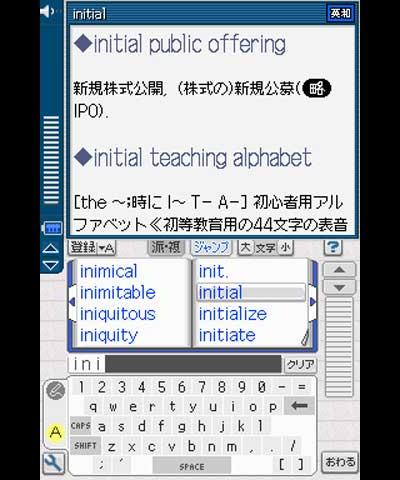 initial
英和
◆initial public offering
新規株式公開, (株式の)新規公募(略
IPO).
◆initial teaching alphabet
[the ～;時に I～ T- A-] 初心者用アル
ファベット≪初等教育用の44文字の表音
登録▼A 派・複 ジャンプ 大 文字 小 ?
inimical init.
inimitable initial
iniquitous initialize
iniquity initiate
ini クリア
1 2 3 4 5 6 7 8 9 0 - =
q w e r t y u i o p
CAPS a s d f g h j k l
SHIFT z x c v b n m , . /
; ´ SPACE [ ]
A
おわる